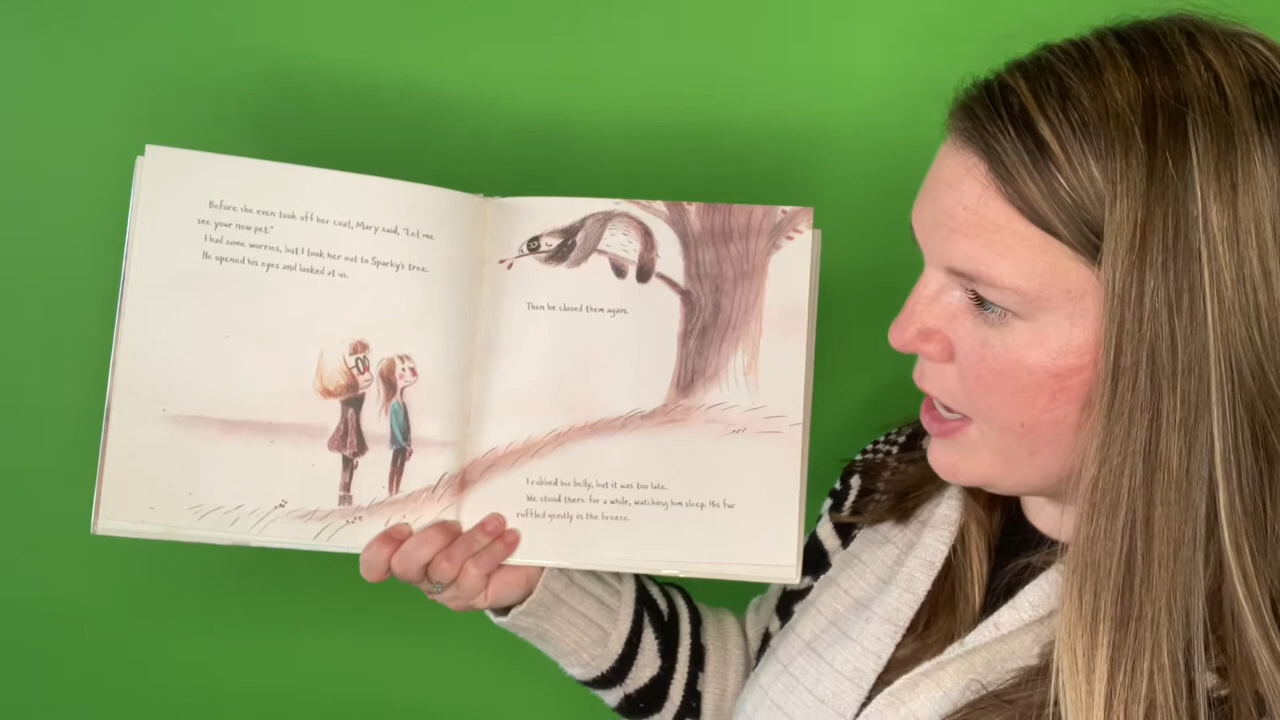 Before she even took off her coat, Mary said, "Let me
see your new pet."
I had some worries, but I took her out to Sparky's tree.
He opened his eyes and looked at us.
Then he closed them again.
I rubbed his belly, but it was too late.
We stood there for a while, watching him sleep. His fur
ruffled gently in the breeze.